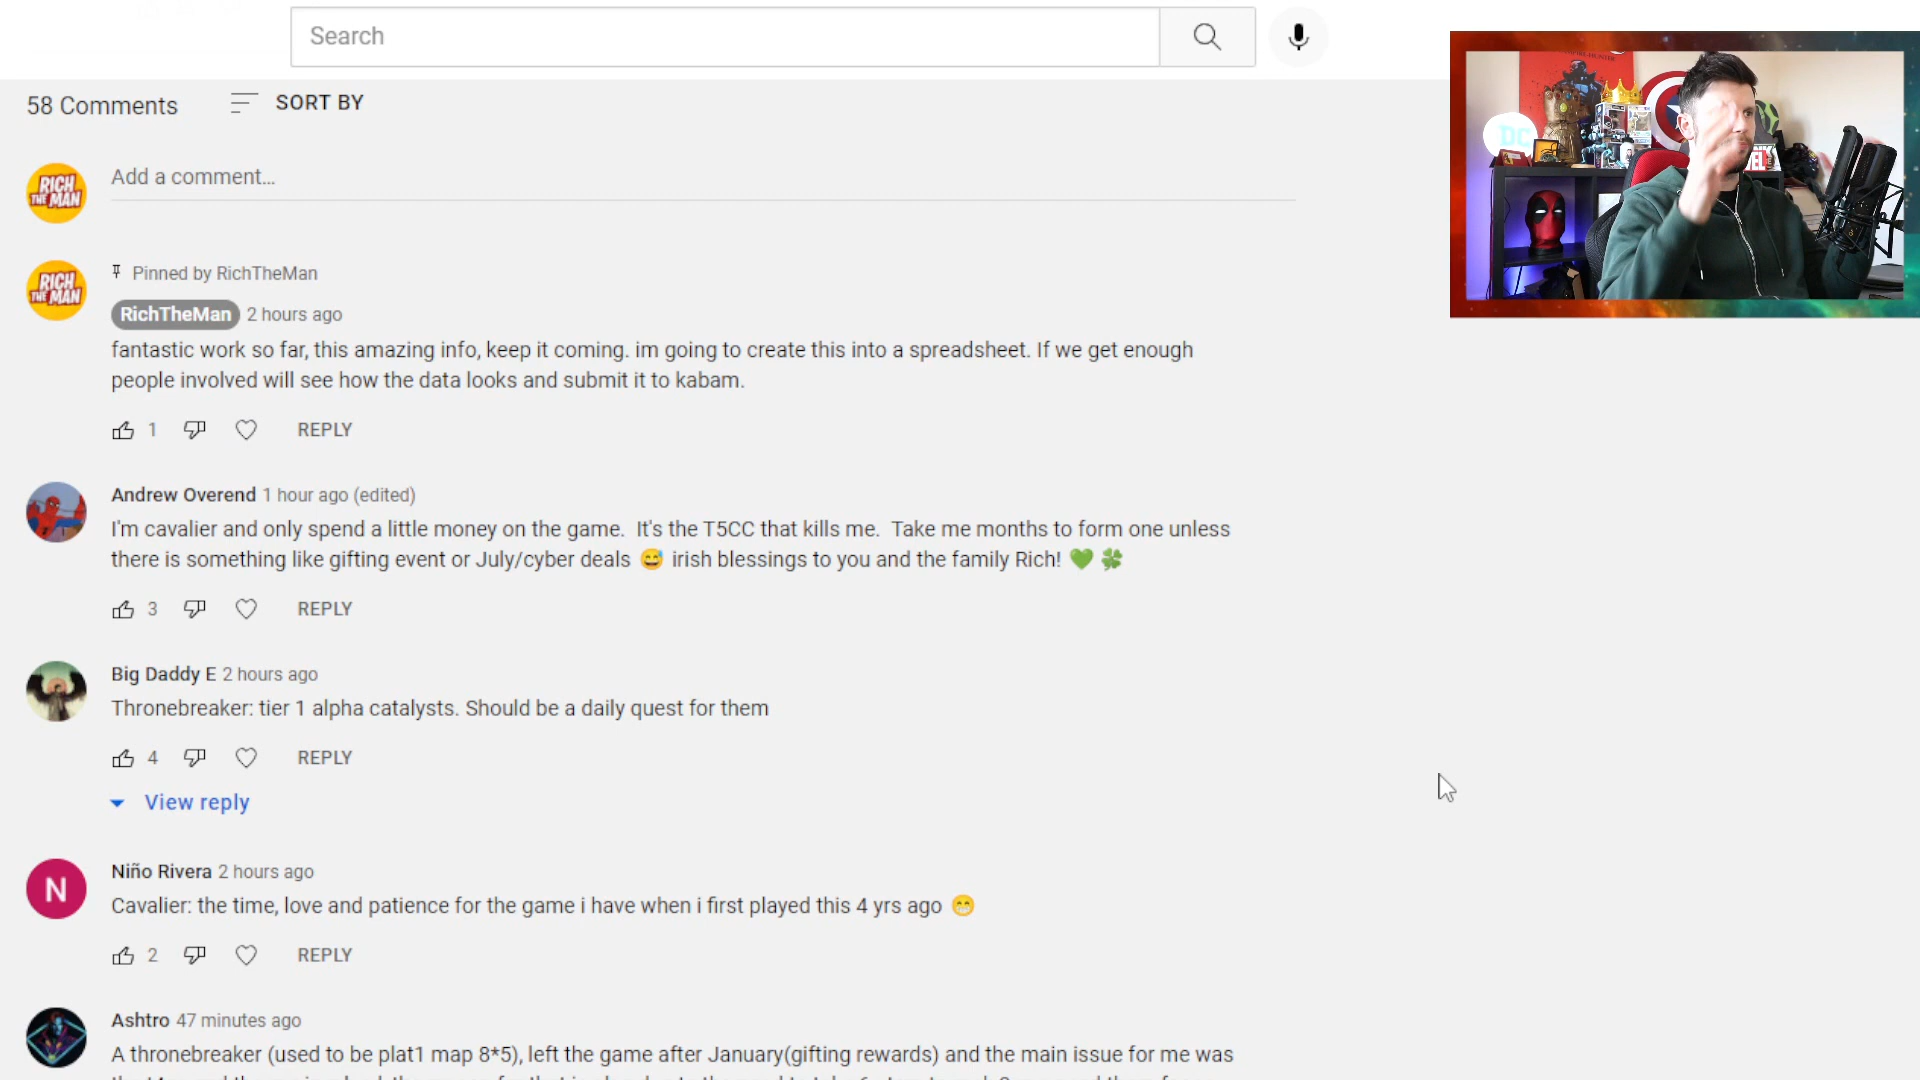 Search
58 Comments SORT BY
RICH
THE MAN
Add a comment...
RICH
THE MAN
Pinned by RichTheMan
RichTheMan 2 hours ago
fantastic work so far, this amazing info, keep it coming. im going to create this into a spreadsheet. If we get enough
people involved will see how the data looks and submit it to kabam.
1 REPLY
Andrew Overend 1 hour ago (edited)
I'm cavalier and only spend a little money on the game. It's the T5CC that kills me. Take me months to form one unless
there is something like gifting event or July/cyber deals 😅 irish blessings to you and the family Rich! 💚 🍀
3 REPLY
Big Daddy E 2 hours ago
Thronebreaker: tier 1 alpha catalysts. Should be a daily quest for them
4 REPLY
View reply
N
Niño Rivera 2 hours ago
Cavalier: the time, love and patience for the game i have when i first played this 4 yrs ago 😁
2 REPLY
Ashtro 47 minutes ago
A thronebreaker (used to be plat1 map 8*5), left the game after January(gifting rewards) and the main issue for me was
DC